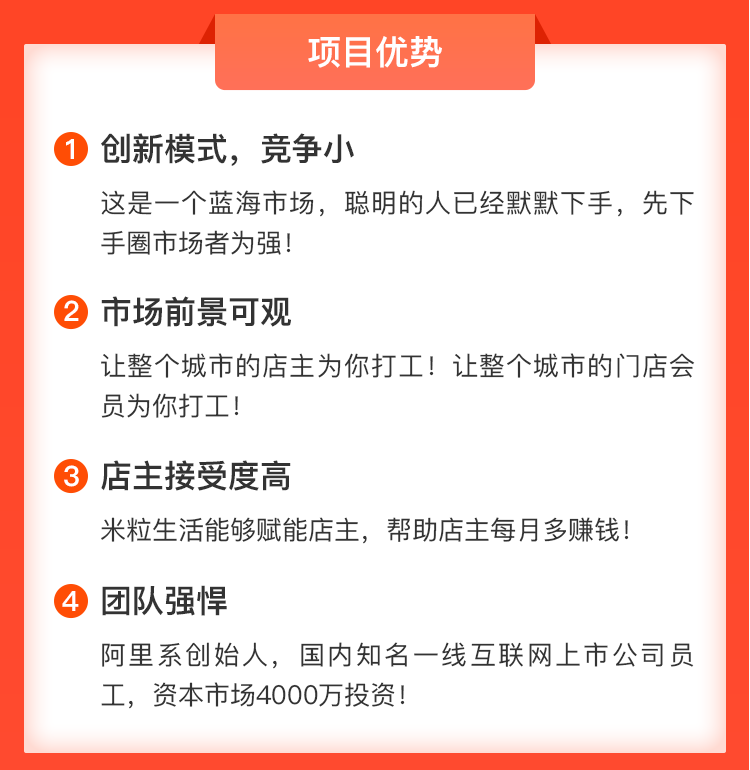 项目优势
1 创新模式，竞争小
这是一个蓝海市场，聪明的人已经默默下手，先下
手圈市场者为强！
2 市场前景可观
让整个城市的店主为你打工！让整个城市的门店会
员为你打工！
3 店主接受度高
米粒生活能够赋能店主，帮助店主每月多赚钱！
4 团队强悍
阿里系创始人，国内知名一线互联网上市公司员
工，资本市场4000万投资！